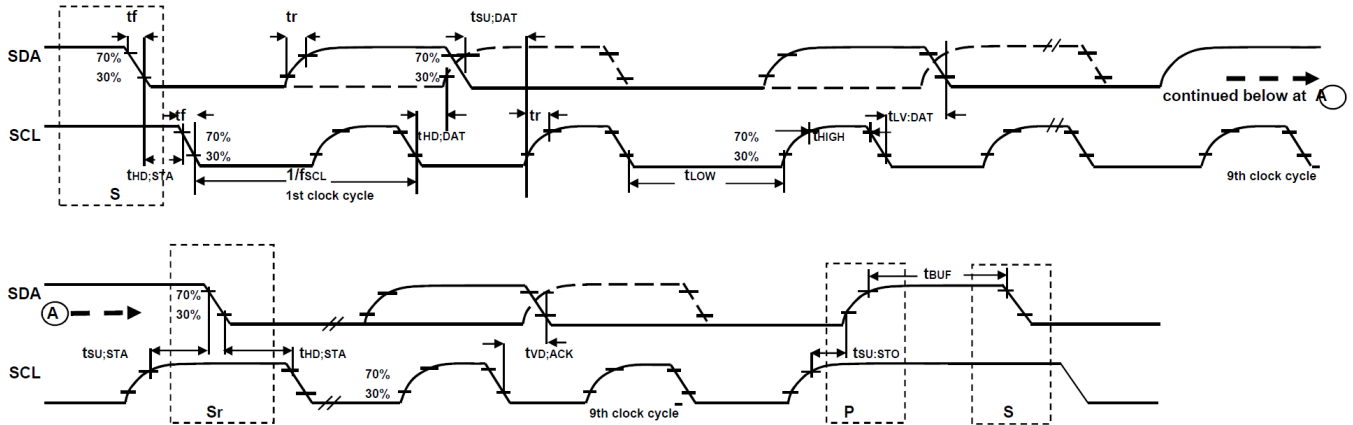 tf tr tSU;DAT
SDA 70% 70%
30% 30%
continued below at A
tf tHD;DAT tr tHIGH tLV:DAT
SCL 70% 70%
30% 30%
tHD;STA 1/fSCL tLOW
S 1st clock cycle 9th clock cycle
tBUF
SDA 70%
A 30%
tSU;STA tHD;STA tVD;ACK tSU:STO
SCL 70%
30%
Sr 9th clock cycle P S